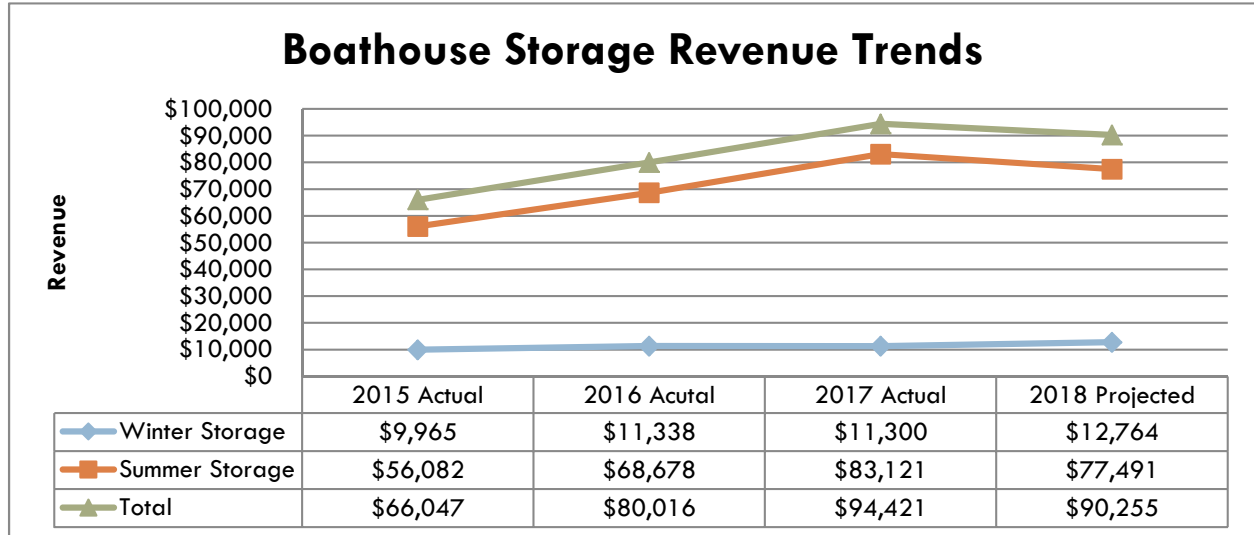 Boathouse Storage Revenue Trends
Revenue
$100,000
$90,000
$80,000
$70,000
$60,000
$50,000
$40,000
$30,000
$20,000
$10,000
$0
2015 Actual 2016 Acutal 2017 Actual 2018 Projected
Winter Storage $9,965 $11,338 $11,300 $12,764
Summer Storage $56,082 $68,678 $83,121 $77,491
Total $66,047 $80,016 $94,421 $90,255